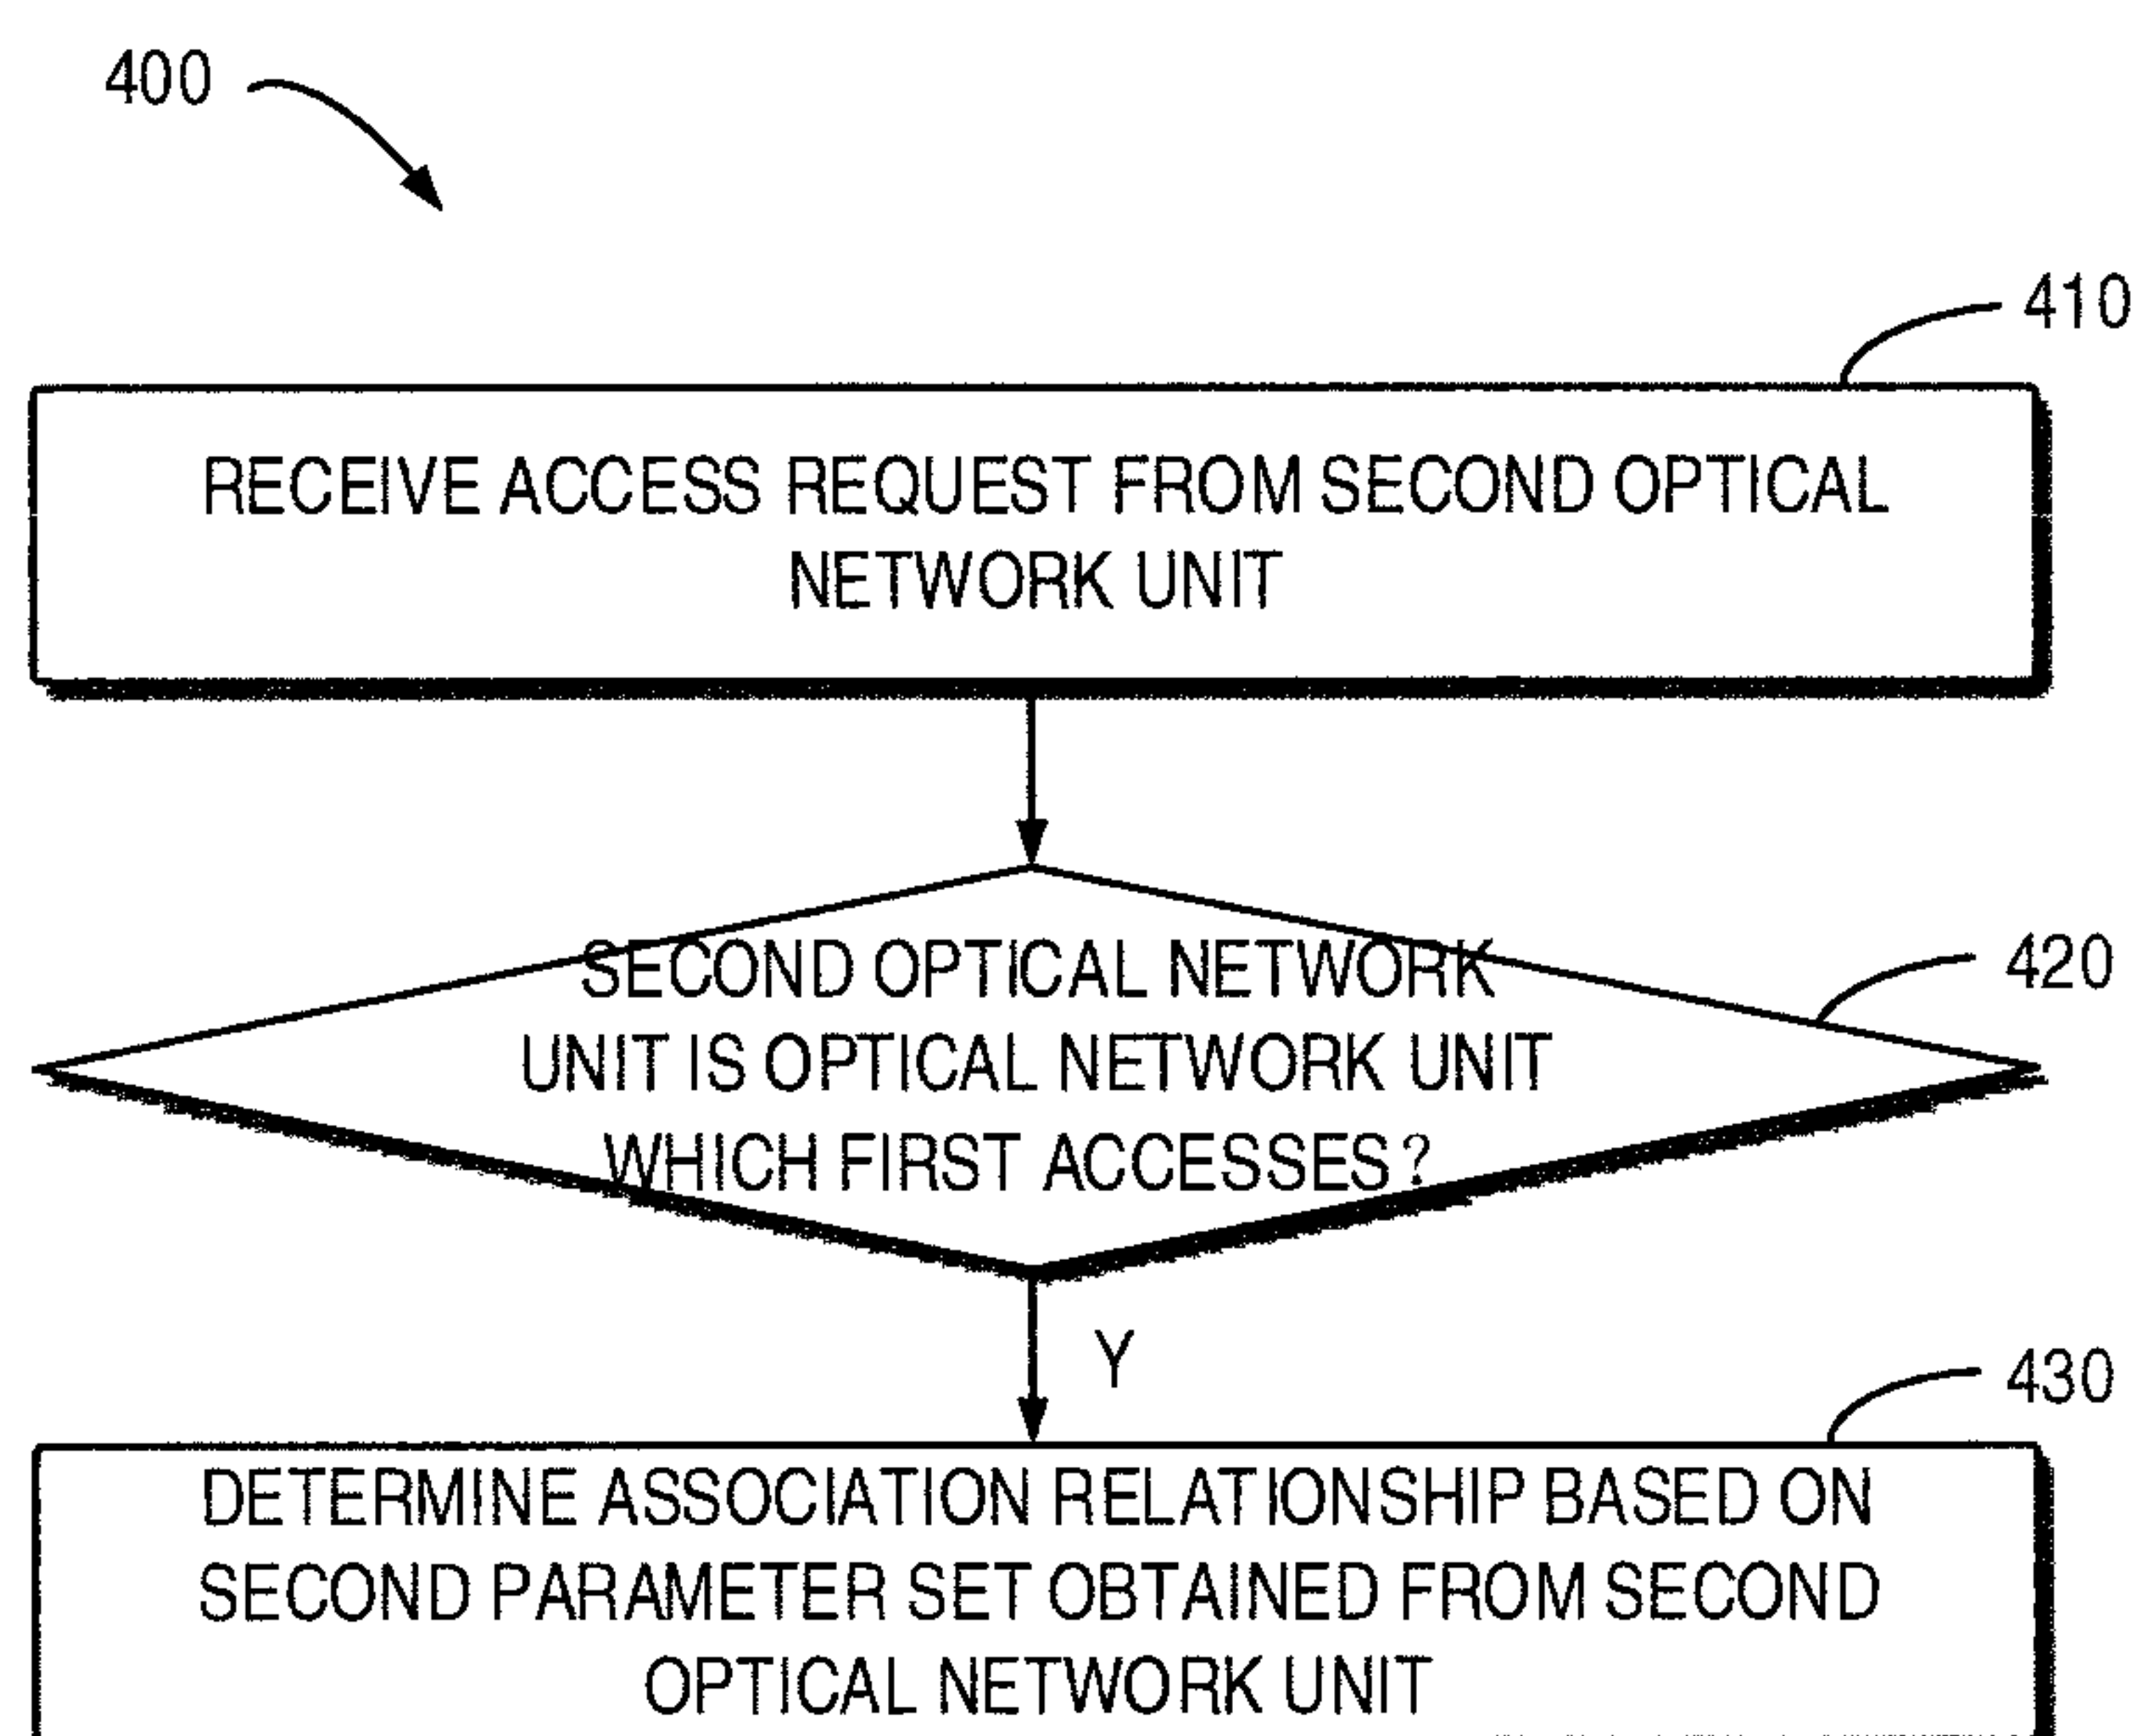 400
410
RECEIVE ACCESS REQUEST FROM SECOND OPTICAL
NETWORK UNIT
SECOND OPTICAL NETWORK
420
UNIT IS OPTICAL NETWORK UNIT
WHICH FIRST ACCESSES?
Y
430
DETERMINE ASSOCIATION RELATIONSHIP BASED ON
SECOND PARAMETER SET OBTAINED FROM SECOND
OPTICAL NETWORK UNIT